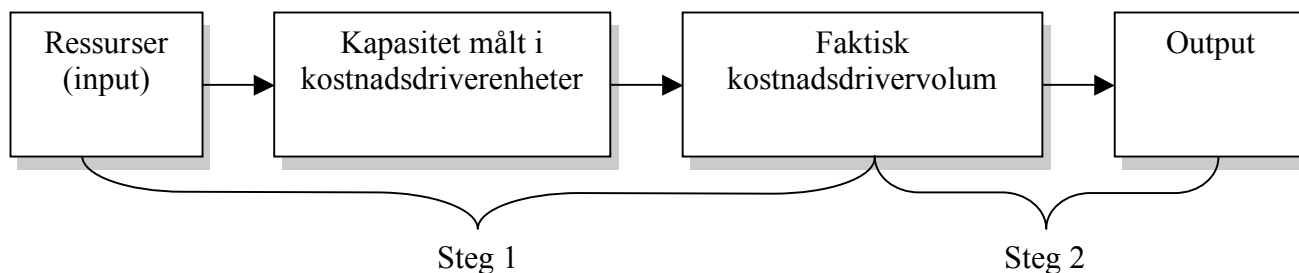 Ressurser
(input)
Kapasitet målt i
kostnadsdriverenheter
Faktisk
kostnadsdrivervolum
Output
Steg 1
Steg 2